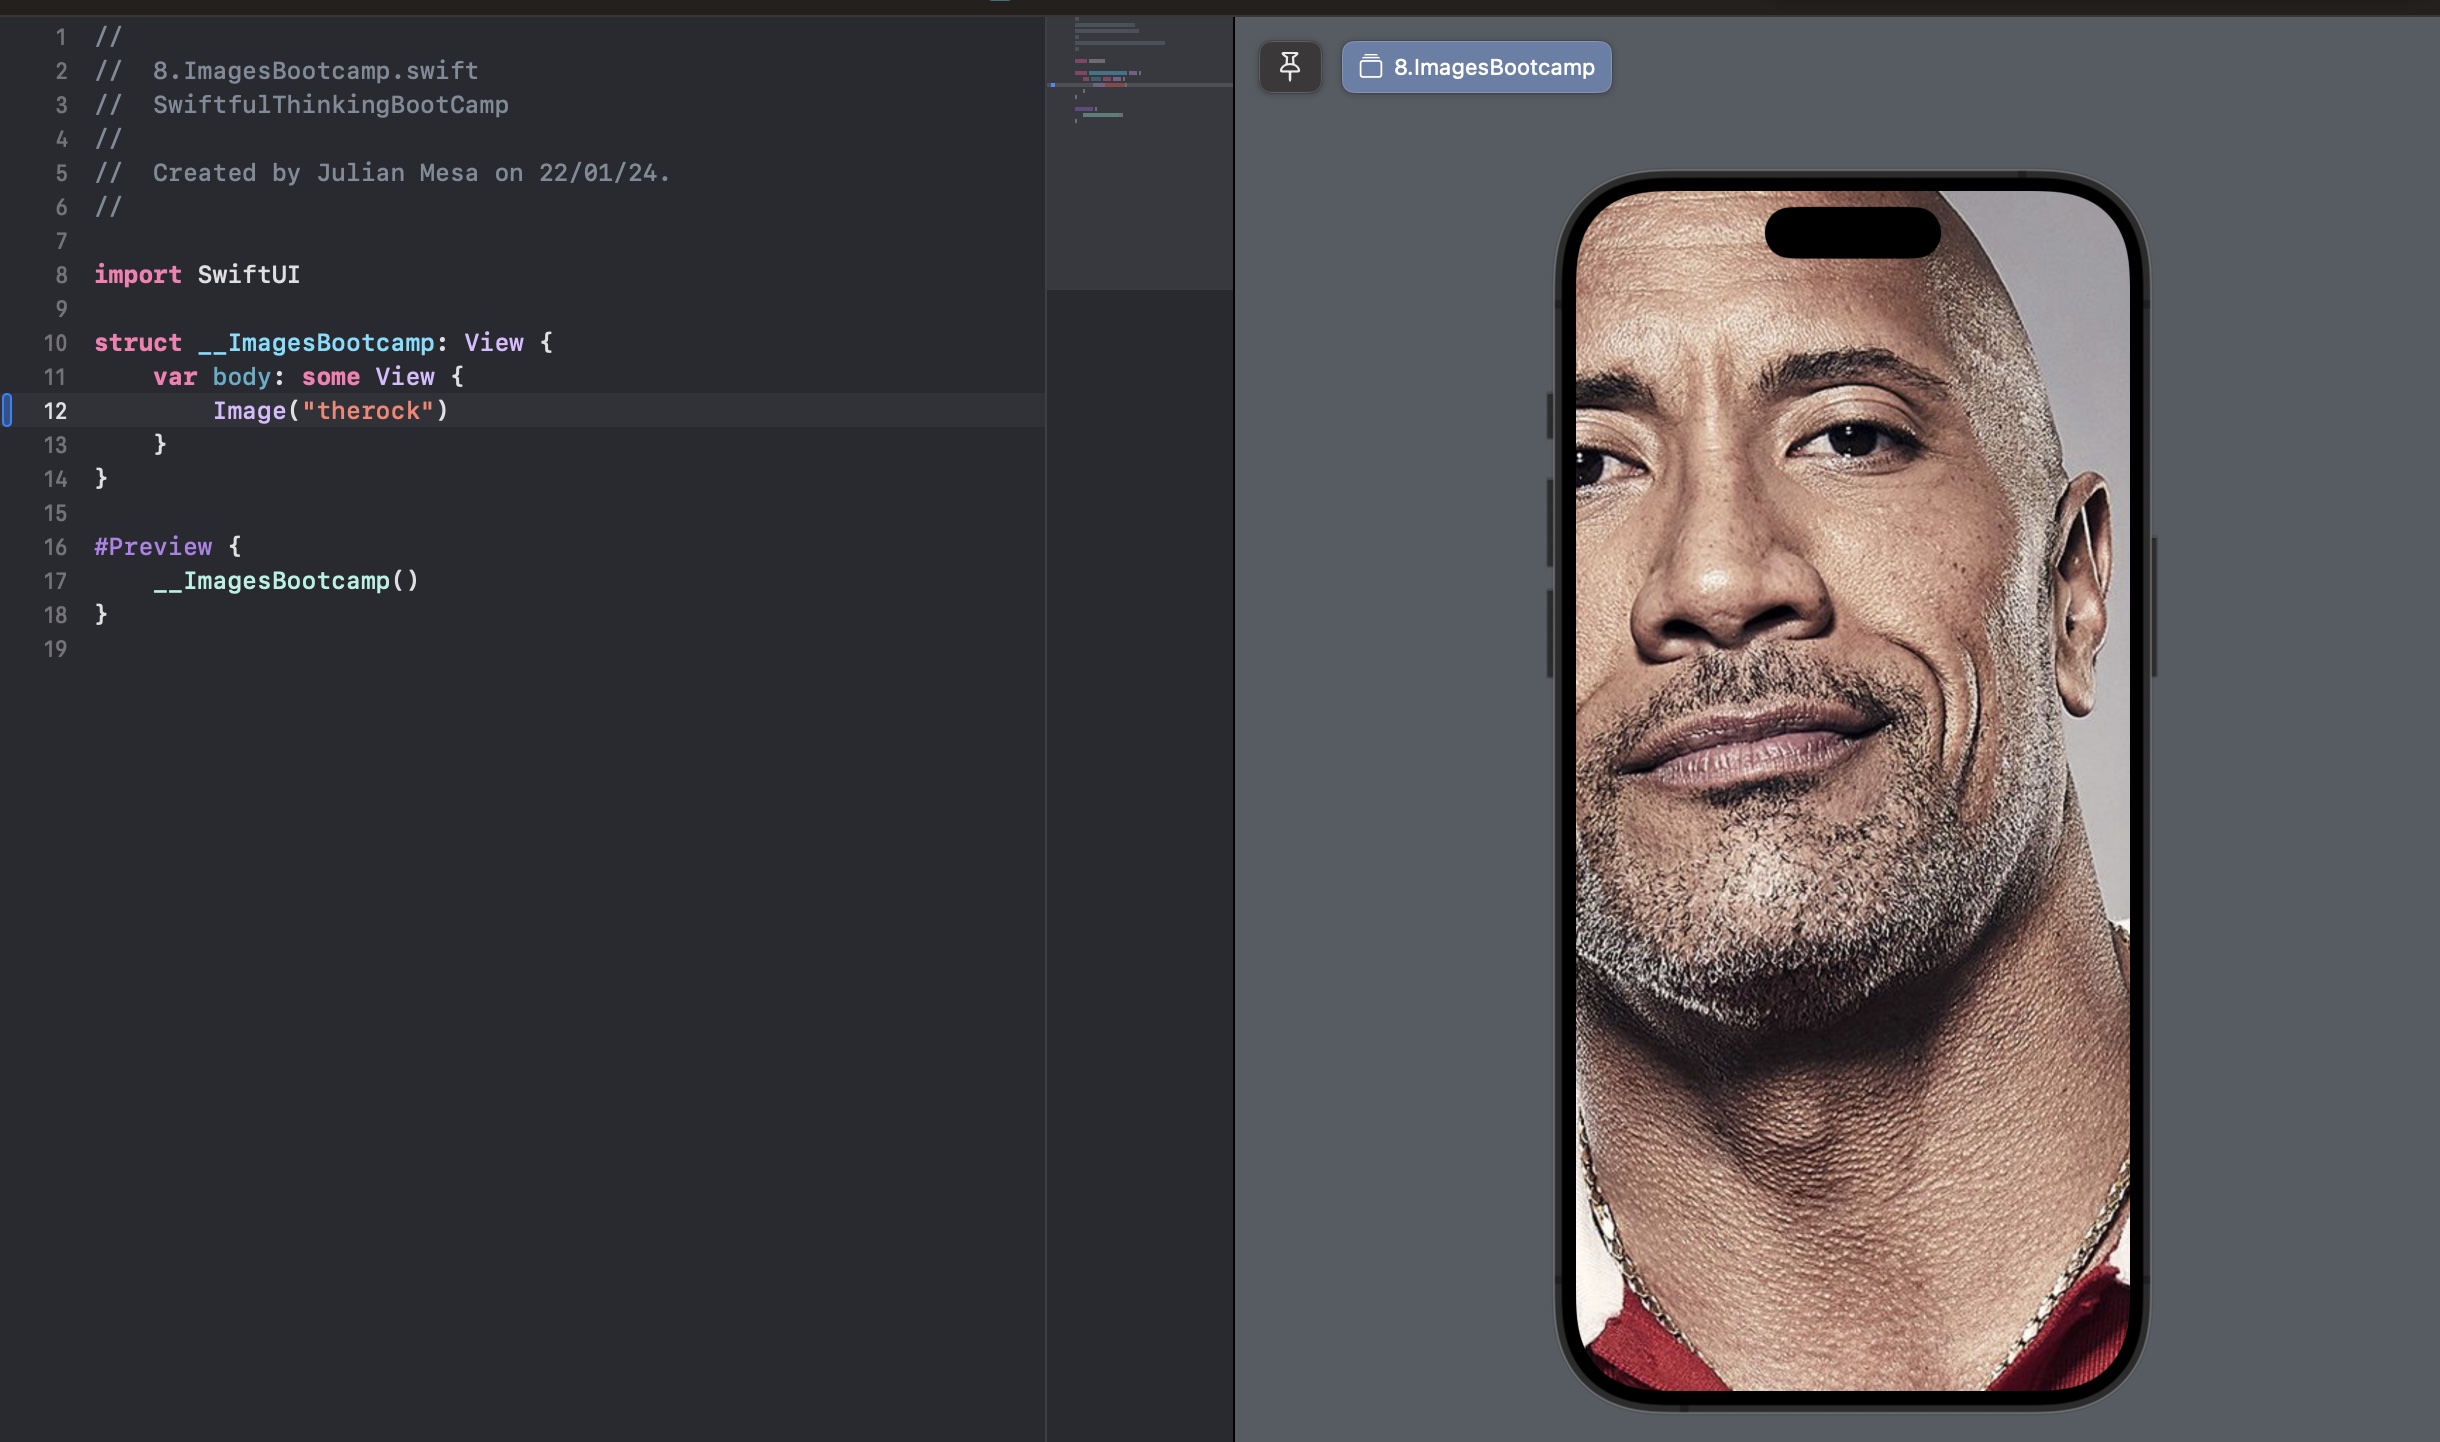 1 //
2 //  8.ImagesBootcamp.swift
3 //  SwiftfulThinkingBootCamp
4 //
5 //  Created by Julian Mesa on 22/01/24.
6 //
7
8 import SwiftUI
9
10 struct __ImagesBootcamp: View {
11     var body: some View {
12         Image("therock")
13     }
14 }
15
16 #Preview {
17     __ImagesBootcamp()
18 }
19
8.ImagesBootcamp